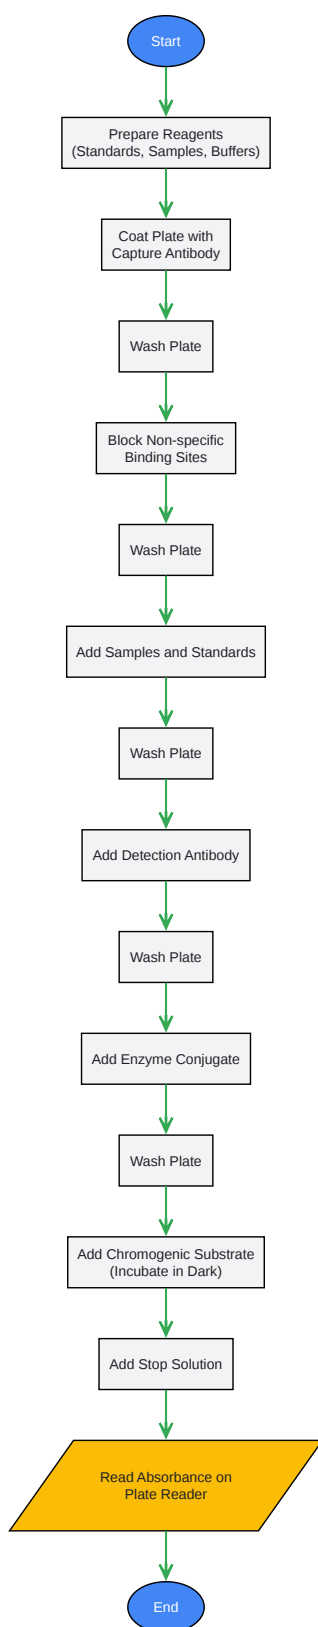 Start
Prepare Reagents
(Standards, Samples, Buffers)
Coat Plate with
Capture Antibody
Wash Plate
Block Non-specific
Binding Sites
Wash Plate
Add Samples and Standards
Wash Plate
Add Detection Antibody
Wash Plate
Add Enzyme Conjugate
Wash Plate
Add Chromogenic Substrate
(Incubate in Dark)
Add Stop Solution
Read Absorbance on
Plate Reader
End